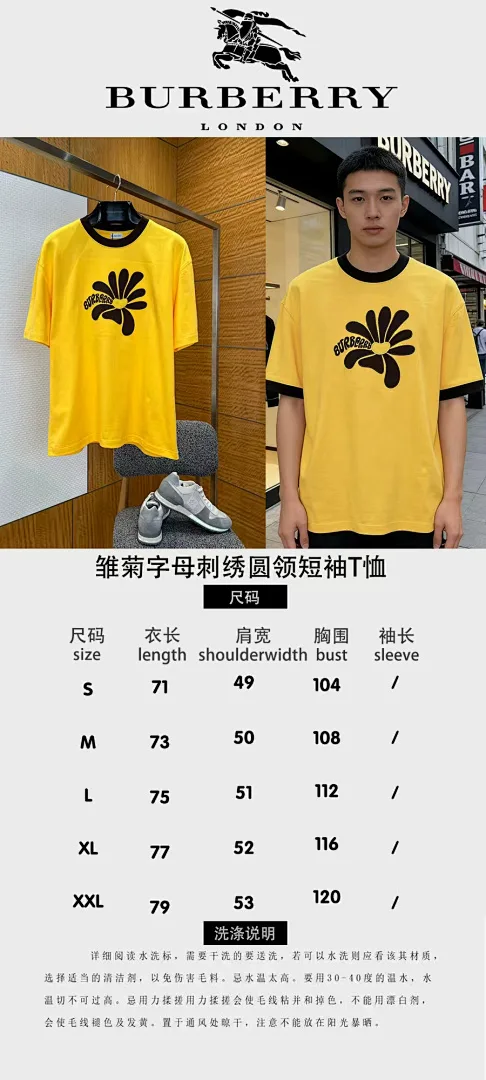 BURBERRY
LONDON
BURBERRY
BAR
BURBERRY
BURBERRY
雏菊字母刺绣圆领短袖T恤
尺码
尺码 衣长 肩宽 胸围 袖长
size length shoulderwidth bust sleeve
S 71 49 104 /
M 73 50 108 /
L 75 51 112 /
XL 77 52 116 /
XXL 79 53 120 /
洗涤说明
详细阅读水洗标，需要干洗的要送洗，若可以水洗则应看该其材质，
选择适当的清洁剂，以免伤害毛料。忌水温太高。要用30-40度的温水，水
温切不可过高。忌用力揉搓用力揉搓会使毛线粘并和掉色，不能用漂白剂，
会使毛线褪色及发黄。置于通风处晾干，注意不能放在阳光暴晒。